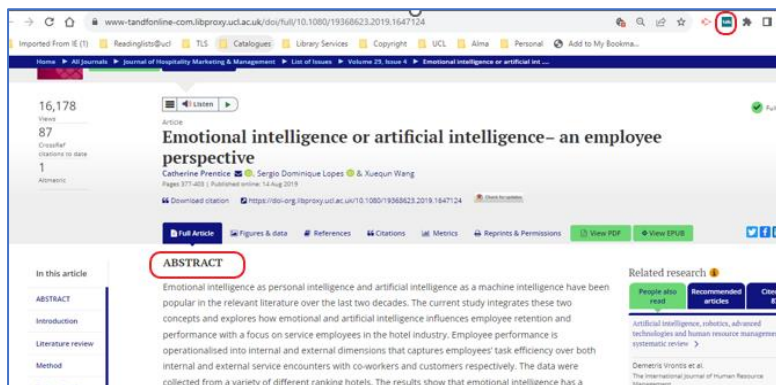 www-tandfonline-com.libproxy.ucl.ac.uk/doi/full/10.1080/19368623.2019.1647124
Imported From IE (1) Readinglists@ucl TLS Catalogues Library Services Copyright UCL Alma Personal Add to My Bookma...
Home All Journals Journal of Hospitality Marketing & Management List of Issues Volume 29, Issue 4 Emotional intelligence or artificial int ....
16,178
Views
87
CrossRef
citations to date
1
Altmetric
Listen
Article
Emotional intelligence or artificial intelligence– an employee
perspective
Catherine Prentice, Sergio Dominique Lopes & Xuequn Wang
Pages 377-403 | Published online: 14 Aug 2019
Download citation https://doi-org.libproxy.ucl.ac.uk/10.1080/19368623.2019.1647124 Check for updates
Full Article Figures & data References Citations Metrics Reprints & Permissions View PDF View EPUB
In this article
ABSTRACT
Introduction
Literature review
Method
ABSTRACT
Emotional intelligence as personal intelligence and artificial intelligence as a machine intelligence have been
popular in the relevant literature over the last two decades. The current study integrates these two
concepts and explores how emotional and artificial intelligence influences employee retention and
performance with a focus on service employees in the hotel industry. Employee performance is
operationalised into internal and external dimensions that captures employees' task efficiency over both
internal and external service encounters with co-workers and customers respectively. The data were
collected from a variety of different ranking hotels. The results show that emotional intelligence has a
Related research
People also
read
Recommended
articles
Cite
Artificial intelligence, robotics, advanced
technologies and human resource managemen
systematic review
Demetris Vrontis et al.
The International Journal of Human Resource
Management